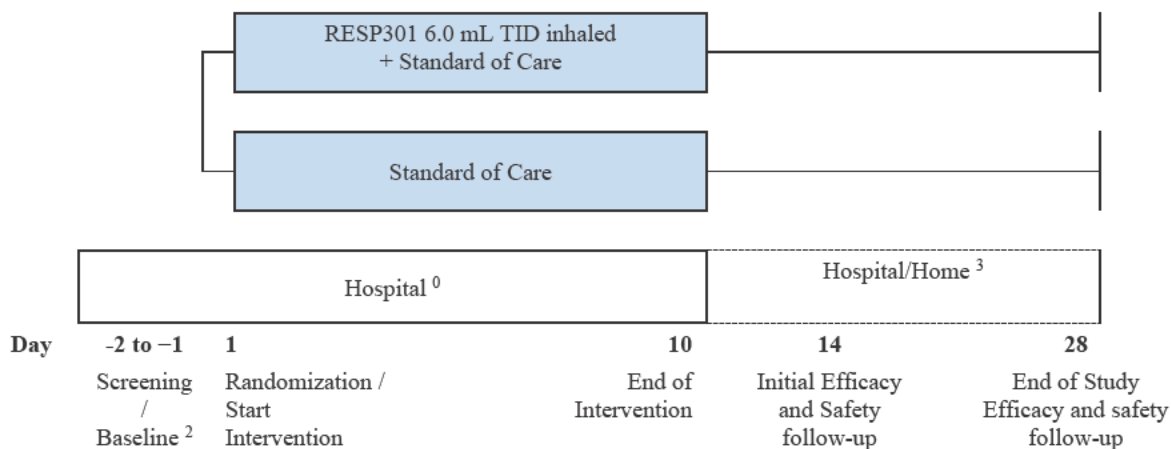 RESP301 6.0 mL TID inhaled
+ Standard of Care
Standard of Care
Hospital ⁰
Hospital/Home ³
Day -2 to −1 1 10 14 28
Screening
/
Baseline ²
Randomization /
Start
Intervention
End of
Intervention
Initial Efficacy
and Safety
follow-up
End of Study
Efficacy and safety
follow-up